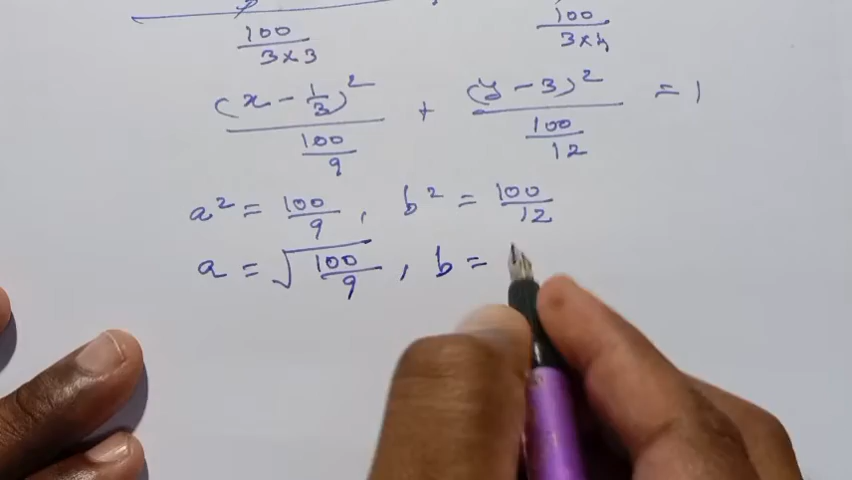 100/(3×3) 100/(3×4)
(x - 1/3)²/(100/9) + (y - 3)²/(100/12) = 1
a² = 100/9, b² = 100/12
a = √(100/9), b =